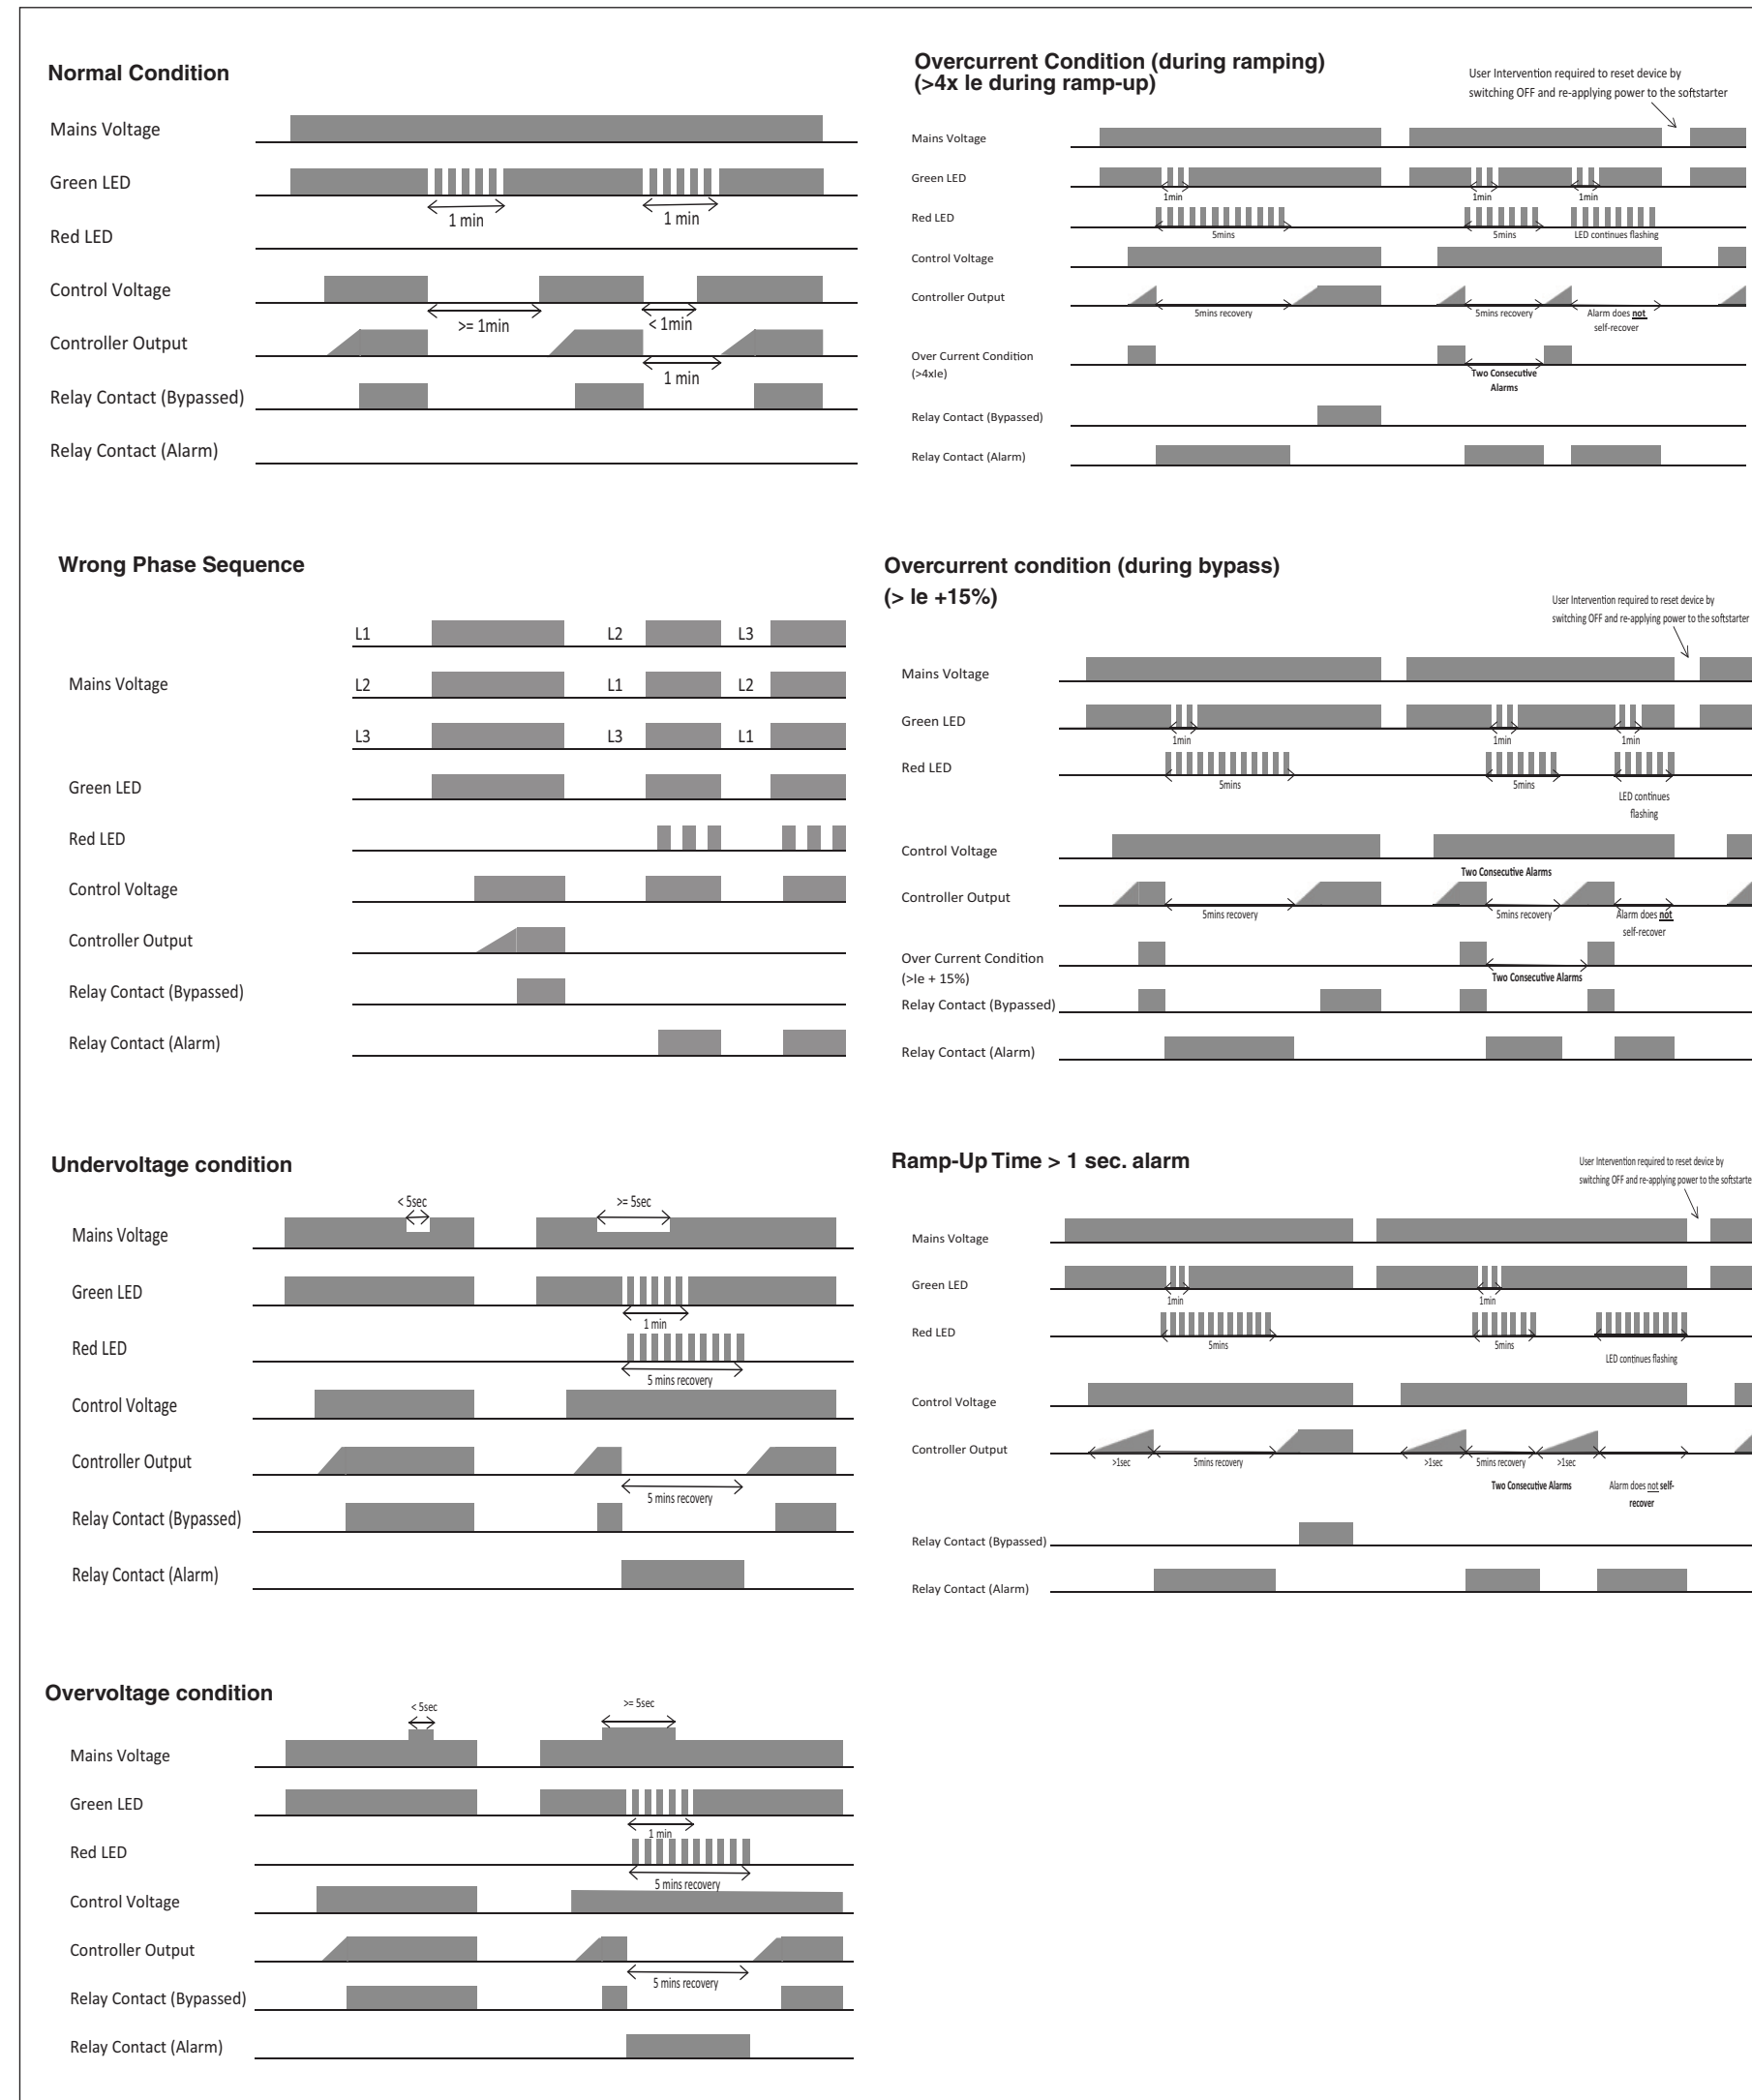 Normal Condition
Mains Voltage
Green LED
1 min
1 min
Red LED
Control Voltage
>= 1min
< 1min
Controller Output
1 min
Relay Contact (Bypassed)
Relay Contact (Alarm)
Overcurrent Condition (during ramping)
(>4x Ie during ramp-up)
User Intervention required to reset device by
switching OFF and re-applying power to the softstarter
Mains Voltage
Green LED
1min
1min
1min
Red LED
5mins
5mins
LED continues flashing
Control Voltage
Controller Output
5mins recovery
5mins recovery
Alarm does not
self-recover
Over Current Condition
(>4xIe)
Two Consecutive
Alarms
Relay Contact (Bypassed)
Relay Contact (Alarm)
Wrong Phase Sequence
L1
L2
L3
Mains Voltage
L2
L1
L2
L3
L3
L1
Green LED
Red LED
Control Voltage
Controller Output
Relay Contact (Bypassed)
Relay Contact (Alarm)
Overcurrent condition (during bypass)
(> Ie +15%)
User Intervention required to reset device by
switching OFF and re-applying power to the softstarter
Mains Voltage
Green LED
1min
1min
1min
Red LED
5mins
5mins
LED continues
flashing
Control Voltage
Two Consecutive Alarms
Controller Output
5mins recovery
5mins recovery
Alarm does not
self-recover
Over Current Condition
(>Ie + 15%)
Two Consecutive Alarms
Relay Contact (Bypassed)
Relay Contact (Alarm)
Undervoltage condition
< 5sec
>= 5sec
Mains Voltage
Green LED
1 min
Red LED
5 mins recovery
Control Voltage
Controller Output
5 mins recovery
Relay Contact (Bypassed)
Relay Contact (Alarm)
Ramp-Up Time > 1 sec. alarm
User Intervention required to reset device by
switching OFF and re-applying power to the softstarte
Mains Voltage
Green LED
1min
1min
Red LED
5mins
5mins
LED continues flashing
Control Voltage
Controller Output
>1sec
5mins recovery
>1sec
5mins recovery
>1sec
Two Consecutive Alarms
Alarm does not self-
recover
Relay Contact (Bypassed)
Relay Contact (Alarm)
Overvoltage condition
< 5sec
>= 5sec
Mains Voltage
Green LED
1 min
Red LED
5 mins recovery
Control Voltage
Controller Output
5 mins recovery
Relay Contact (Bypassed)
Relay Contact (Alarm)